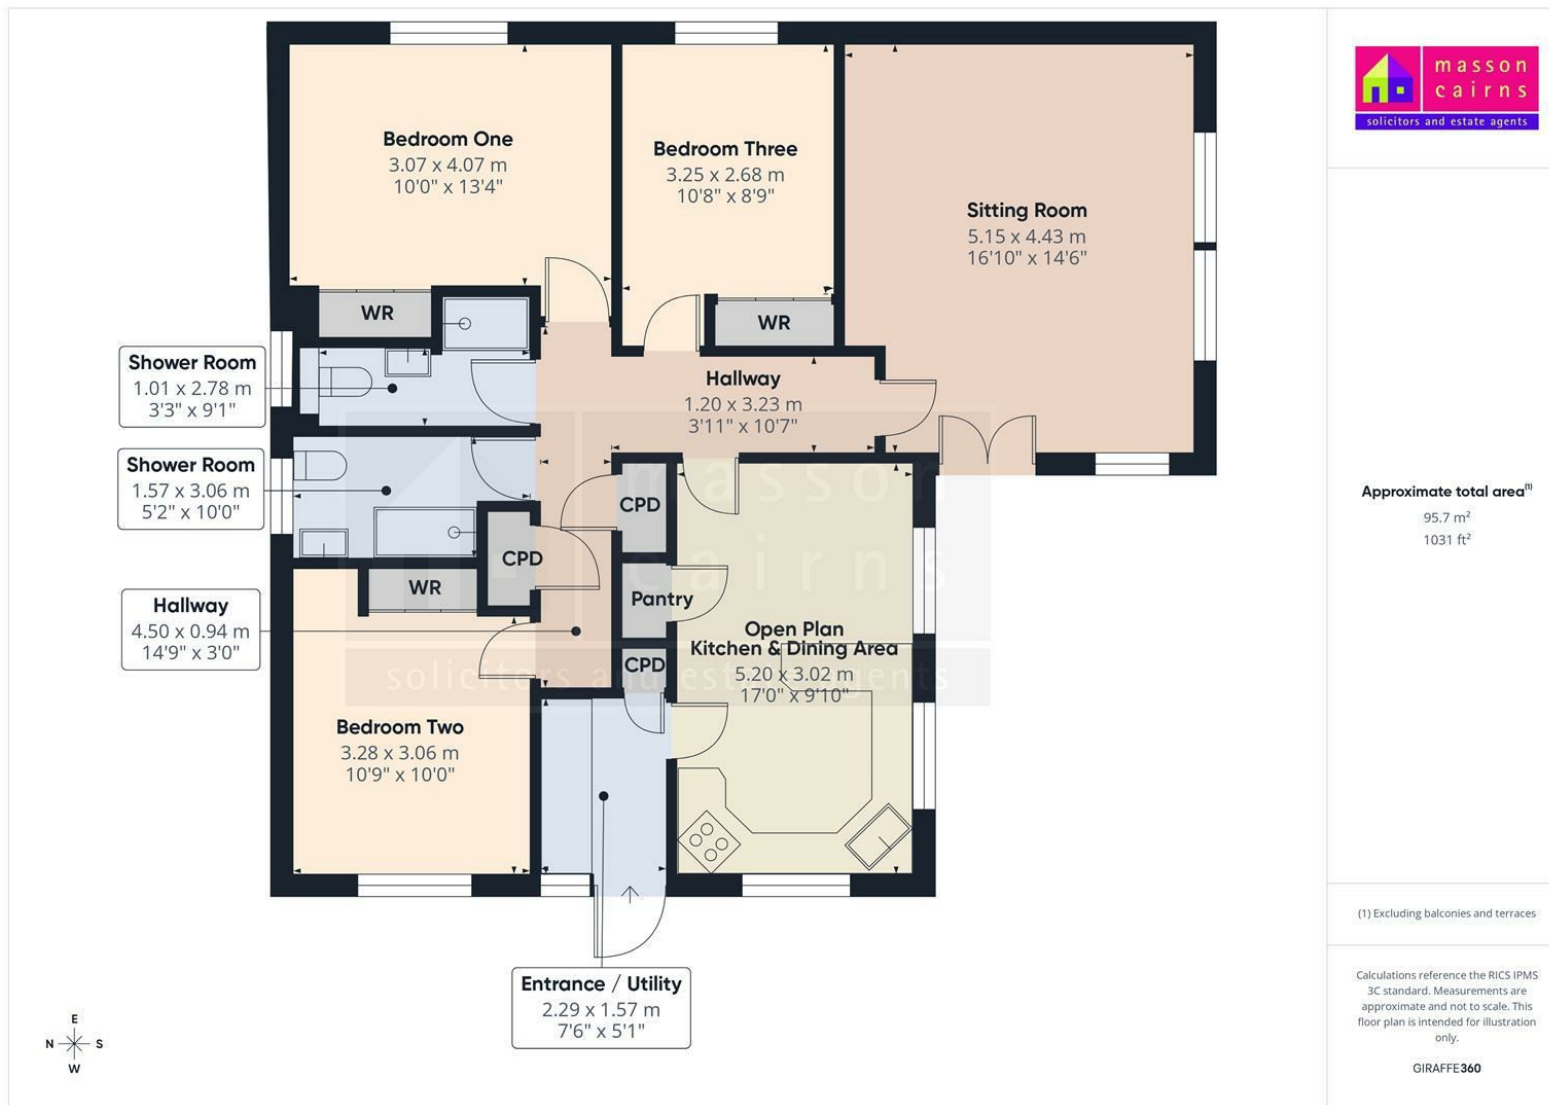 masson
cairns
solicitors and estate agents
Bedroom One
3.07 x 4.07 m
10'0" x 13'4"
Bedroom Three
3.25 x 2.68 m
10'8" x 8'9"
Sitting Room
5.15 x 4.43 m
16'10" x 14'6"
WR
WR
Shower Room
1.01 x 2.78 m
3'3" x 9'1"
Hallway
1.20 x 3.23 m
3'11" x 10'7"
Shower Room
1.57 x 3.06 m
5'2" x 10'0"
masson
cairns
solicitors and estate agents
CPD
CPD
WR
Hallway
4.50 x 0.94 m
14'9" x 3'0"
Pantry
CPD
Open Plan
Kitchen & Dining Area
5.20 x 3.02 m
17'0" x 9'10"
Bedroom Two
3.28 x 3.06 m
10'9" x 10'0"
Entrance / Utility
2.29 x 1.57 m
7'6" x 5'1"
E
N S
W
Approximate total area(1)
95.7 m²
1031 ft²
(1) Excluding balconies and terraces
Calculations reference the RICS IPMS
3C standard. Measurements are
approximate and not to scale. This
floor plan is intended for illustration
only.
GIRAFFE360